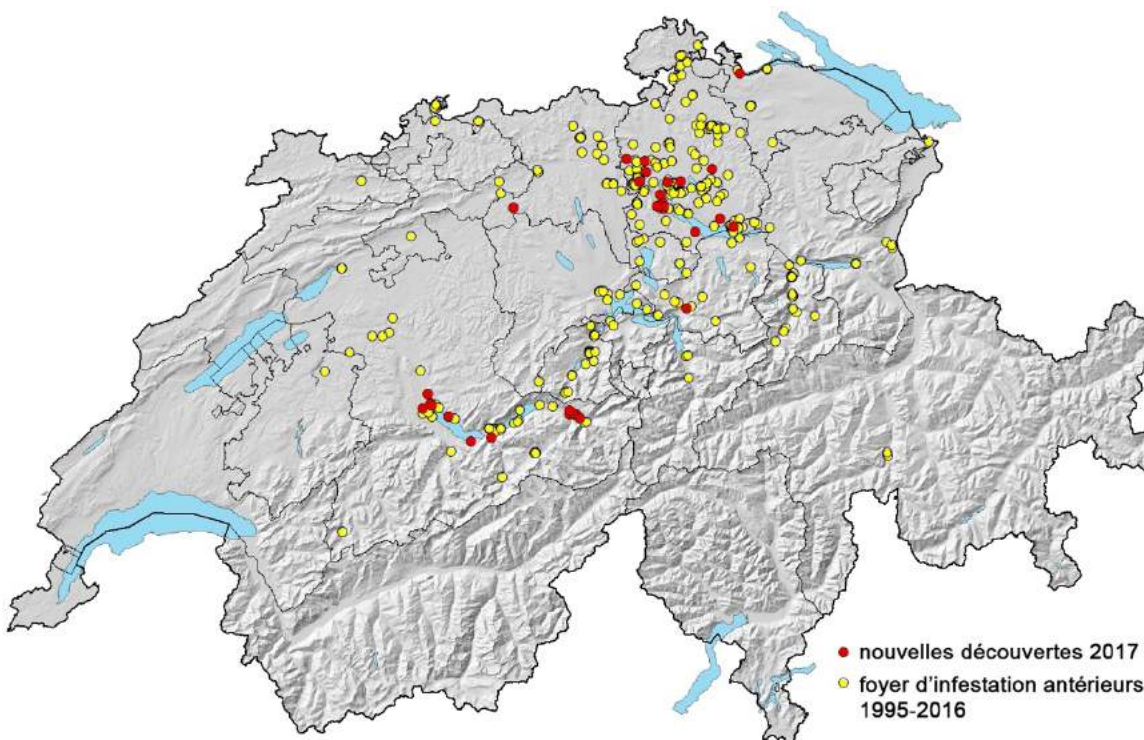 nouvelles découvertes 2017
foyer d'infestation antérieurs
1995-2016